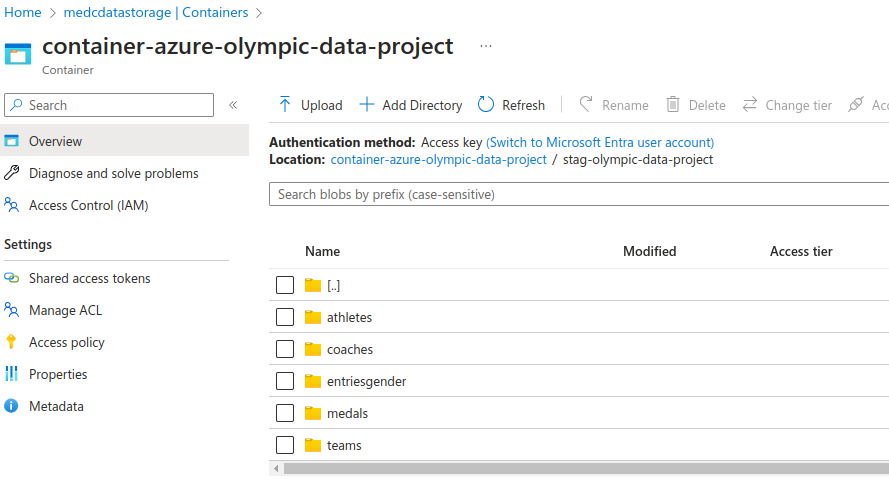 Home > medcdatastorage | Containers >
container-azure-olympic-data-project ...
Container
Search «
Upload Add Directory Refresh Rename Delete Change tier
Overview
Diagnose and solve problems
Access Control (IAM)
Settings
Shared access tokens
Manage ACL
Access policy
Properties
Metadata
Authentication method: Access key (Switch to Microsoft Entra user account)
Location: container-azure-olympic-data-project / stag-olympic-data-project
Search blobs by prefix (case-sensitive)
Name Modified Access tier
[..]
athletes
coaches
entriesgender
medals
teams